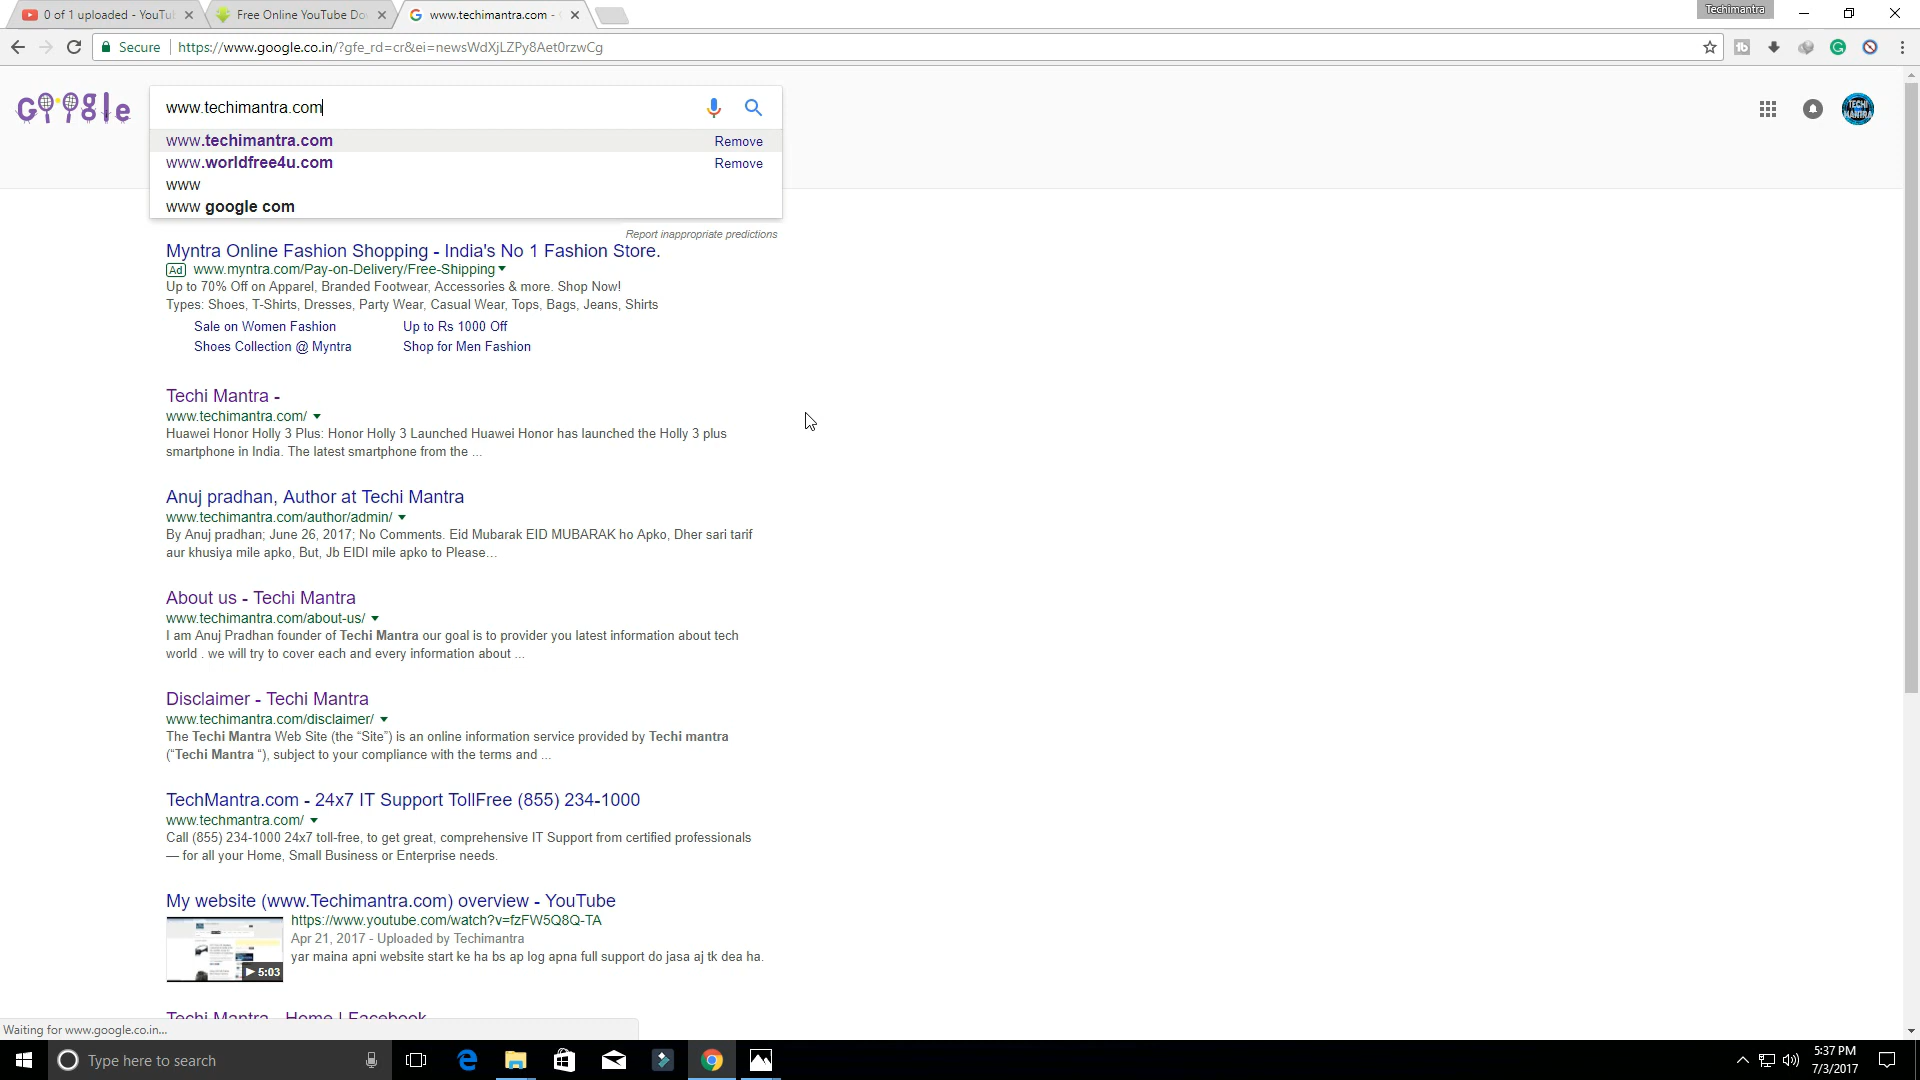 0 of 1 uploaded - YouTu
Free Online YouTube Do
www.techimantra.com -
Techimantra
Secure
https://www.google.co.in/?gfe_rd=cr&ei=newsWdXjLZPy8Aet0rzwCg
Google
www.techimantra.com
www.techimantra.com Remove
www.worldfree4u.com Remove
www
www google com
Report inappropriate predictions
Myntra Online Fashion Shopping - India's No 1 Fashion Store.
Ad www.myntra.com/Pay-on-Delivery/Free-Shipping
Up to 70% Off on Apparel, Branded Footwear, Accessories & more. Shop Now!
Types: Shoes, T-Shirts, Dresses, Party Wear, Casual Wear, Tops, Bags, Jeans, Shirts
Sale on Women Fashion Up to Rs 1000 Off
Shoes Collection @ Myntra Shop for Men Fashion
Techi Mantra -
www.techimantra.com/
Huawei Honor Holly 3 Plus: Honor Holly 3 Launched Huawei Honor has launched the Holly 3 plus
smartphone in India. The latest smartphone from the ...
Anuj pradhan, Author at Techi Mantra
www.techimantra.com/author/admin/
By Anuj pradhan; June 26, 2017; No Comments. Eid Mubarak EID MUBARAK ho Apko, Dher sari tarif
aur khusiya mile apko, But, Jb EIDI mile apko to Please...
About us - Techi Mantra
www.techimantra.com/about-us/
I am Anuj Pradhan founder of Techi Mantra our goal is to provider you latest information about tech
world . we will try to cover each and every information about ...
Disclaimer - Techi Mantra
www.techimantra.com/disclaimer/
The Techi Mantra Web Site (the “Site”) is an online information service provided by Techi mantra
(“Techi Mantra “), subject to your compliance with the terms and ...
TechMantra.com - 24x7 IT Support TollFree (855) 234-1000
www.techmantra.com/
Call (855) 234-1000 24x7 toll-free, to get great, comprehensive IT Support from certified professionals
— for all your Home, Small Business or Enterprise needs.
My website (www.Techimantra.com) overview - YouTube
https://www.youtube.com/watch?v=fzFW5Q8Q-TA
Apr 21, 2017 - Uploaded by Techimantra
yar maina apni website start ke ha bs ap log apna full support do jasa aj tk dea ha.
5:03
Techi Mantra - Home | Facebook
Waiting for www.google.co.in...
Type here to search
5:37 PM
7/3/2017